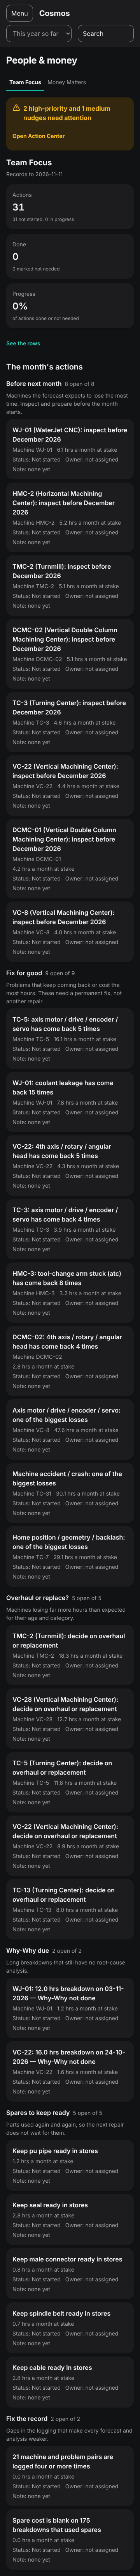 Menu
Cosmos
This year so far
Search
People & money
Team Focus
Money Matters
2 high-priority and 1 medium
nudges need attention
Open Action Center
Team Focus
Records to 2026-11-11
Actions
31
31 not started, 0 in progress
Done
0
0 marked not needed
Progress
0%
of actions done or not needed
See the rows
The month's actions
Before next month 8 open of 8
Machines the forecast expects to lose the most
time. Inspect and prepare before the month
starts.
WJ-01 (WaterJet CNC): inspect before
December 2026
Machine WJ-01 6.1 hrs a month at stake
Status: Not started Owner: not assigned
Note: none yet
HMC-2 (Horizontal Machining
Center): inspect before December
2026
Machine HMC-2 5.2 hrs a month at stake
Status: Not started Owner: not assigned
Note: none yet
TMC-2 (Turnmill): inspect before
December 2026
Machine TMC-2 5.1 hrs a month at stake
Status: Not started Owner: not assigned
Note: none yet
DCMC-02 (Vertical Double Column
Machining Center): inspect before
December 2026
Machine DCMC-02 5.1 hrs a month at stake
Status: Not started Owner: not assigned
Note: none yet
TC-3 (Turning Center): inspect before
December 2026
Machine TC-3 4.8 hrs a month at stake
Status: Not started Owner: not assigned
Note: none yet
VC-22 (Vertical Machining Center):
inspect before December 2026
Machine VC-22 4.4 hrs a month at stake
Status: Not started Owner: not assigned
Note: none yet
DCMC-01 (Vertical Double Column
Machining Center): inspect before
December 2026
Machine DCMC-01
4.2 hrs a month at stake
Status: Not started Owner: not assigned
Note: none yet
VC-8 (Vertical Machining Center):
inspect before December 2026
Machine VC-8 4.0 hrs a month at stake
Status: Not started Owner: not assigned
Note: none yet
Fix for good 9 open of 9
Problems that keep coming back or cost the
most hours. These need a permanent fix, not
another repair.
TC-5: axis motor / drive / encoder /
servo has come back 5 times
Machine TC-5 16.1 hrs a month at stake
Status: Not started Owner: not assigned
Note: none yet
WJ-01: coolant leakage has come
back 15 times
Machine WJ-01 7.8 hrs a month at stake
Status: Not started Owner: not assigned
Note: none yet
VC-22: 4th axis / rotary / angular
head has come back 5 times
Machine VC-22 4.3 hrs a month at stake
Status: Not started Owner: not assigned
Note: none yet
TC-3: axis motor / drive / encoder /
servo has come back 4 times
Machine TC-3 3.9 hrs a month at stake
Status: Not started Owner: not assigned
Note: none yet
HMC-3: tool-change arm stuck (atc)
has come back 8 times
Machine HMC-3 3.2 hrs a month at stake
Status: Not started Owner: not assigned
Note: none yet
DCMC-02: 4th axis / rotary / angular
head has come back 4 times
Machine DCMC-02
2.8 hrs a month at stake
Status: Not started Owner: not assigned
Note: none yet
Axis motor / drive / encoder / servo:
one of the biggest losses
Machine VC-8 47.8 hrs a month at stake
Status: Not started Owner: not assigned
Note: none yet
Machine accident / crash: one of the
biggest losses
Machine TC-31 30.1 hrs a month at stake
Status: Not started Owner: not assigned
Note: none yet
Home position / geometry / backlash:
one of the biggest losses
Machine TC-7 29.1 hrs a month at stake
Status: Not started Owner: not assigned
Note: none yet
Overhaul or replace? 5 open of 5
Machines losing far more hours than expected
for their age and category.
TMC-2 (Turnmill): decide on overhaul
or replacement
Machine TMC-2 18.3 hrs a month at stake
Status: Not started Owner: not assigned
Note: none yet
VC-28 (Vertical Machining Center):
decide on overhaul or replacement
Machine VC-28 12.7 hrs a month at stake
Status: Not started Owner: not assigned
Note: none yet
TC-5 (Turning Center): decide on
overhaul or replacement
Machine TC-5 11.8 hrs a month at stake
Status: Not started Owner: not assigned
Note: none yet
VC-22 (Vertical Machining Center):
decide on overhaul or replacement
Machine VC-22 8.9 hrs a month at stake
Status: Not started Owner: not assigned
Note: none yet
TC-13 (Turning Center): decide on
overhaul or replacement
Machine TC-13 8.0 hrs a month at stake
Status: Not started Owner: not assigned
Note: none yet
Why-Why due 2 open of 2
Long breakdowns that still have no root-cause
analysis.
WJ-01: 12.0 hrs breakdown on 03-11-
2026 — Why-Why not done
Machine WJ-01 1.2 hrs a month at stake
Status: Not started Owner: not assigned
Note: none yet
VC-22: 16.0 hrs breakdown on 24-10-
2026 — Why-Why not done
Machine VC-22 1.6 hrs a month at stake
Status: Not started Owner: not assigned
Note: none yet
Spares to keep ready 5 open of 5
Parts used again and again, so the next repair
does not wait for them.
Keep pu pipe ready in stores
1.2 hrs a month at stake
Status: Not started Owner: not assigned
Note: none yet
Keep seal ready in stores
2.8 hrs a month at stake
Status: Not started Owner: not assigned
Note: none yet
Keep male connector ready in stores
0.8 hrs a month at stake
Status: Not started Owner: not assigned
Note: none yet
Keep spindle belt ready in stores
0.7 hrs a month at stake
Status: Not started Owner: not assigned
Note: none yet
Keep cable ready in stores
2.8 hrs a month at stake
Status: Not started Owner: not assigned
Note: none yet
Fix the record 2 open of 2
Gaps in the logging that make every forecast and
analysis weaker.
21 machine and problem pairs are
logged four or more times
0.0 hrs a month at stake
Status: Not started Owner: not assigned
Note: none yet
Spare cost is blank on 175
breakdowns that used spares
0.0 hrs a month at stake
Status: Not started Owner: not assigned
Note: none yet